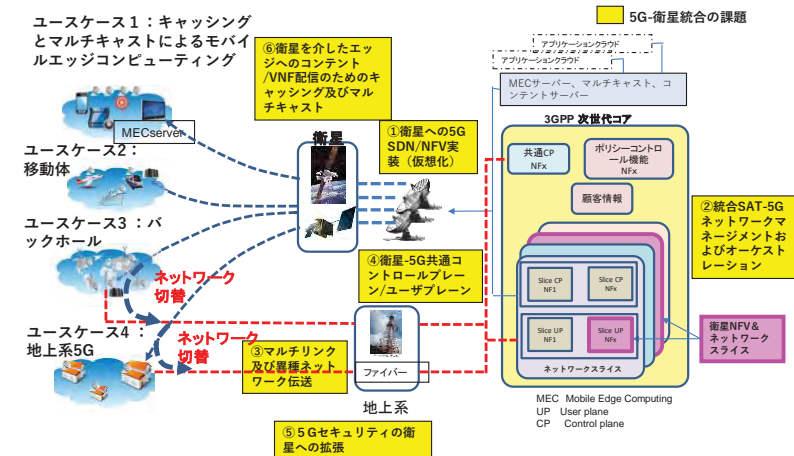 5G-衛星統合の課題
ユースケース１：キャッシング
とマルチキャストによるモバイ
ルエッジコンピューティング
MECserver
ユースケース2：
移動体
ユースケース3 ：バ
ックホール
ネットワーク
切替
ユースケース4 ：
地上系5G
ネットワーク
切替
⑥衛星を介したエッ
ジへのコンテント
/VNF配信のためのキ
ャッシング及びマル
チキャスト
衛星
①衛星への5G
SDN/NFV実
装（仮想化）
④衛星-5G共通コ
ントロールプレー
ン/ユーザプレーン
③マルチリンク
及び異種ネット
ワーク伝送
ファイバー
地上系
⑤５Gセキュリティの衛
星への拡張
アプリケーションクラウド
アプリケーションクラウド
MECサーバー、マルチキャスト、コ
ンテントサーバー
3GPP 次世代コア
共通CP
NFx
ポリシーコントロ
ール機能
NFx
顧客情報
Slice CP
NF1
Slice CP
NFx
Slice UP
NF1
Slice UP
NFx
ネットワークスライス
②統合SAT-5G
ネットワークマ
ネージメントお
よびオーケスト
レーション
衛星NFV＆
ネットワーク
スライス
MEC Mobile Edge Computing
UP User plane
CP Control plane